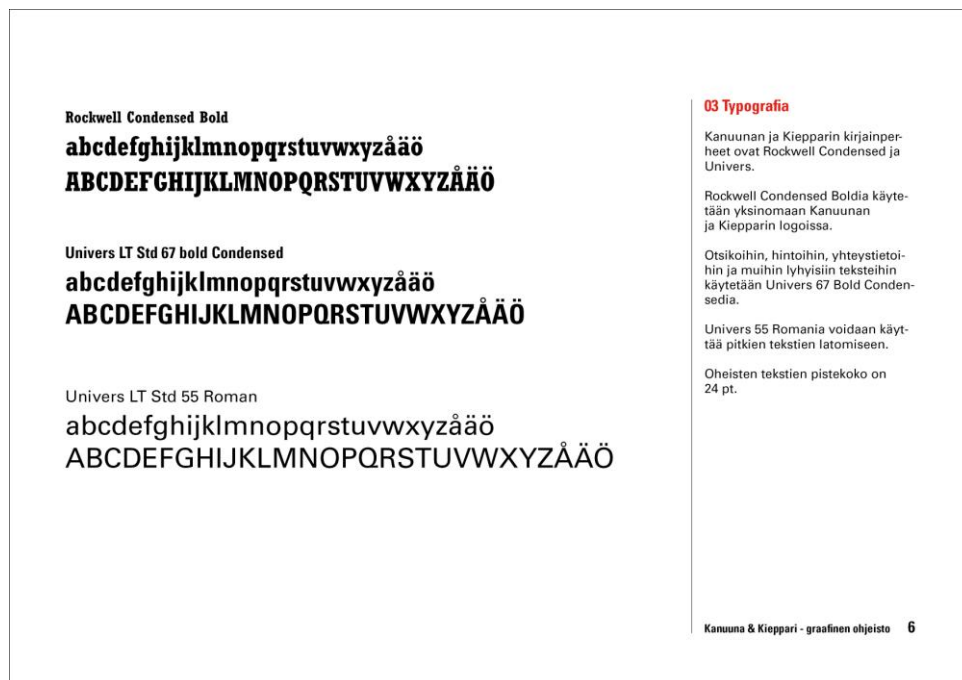 Rockwell Condensed Bold
abcdefghijklmnopqrstuvwxyzåäö
ABCDEFGHIJKLMNOPQRSTUVWXYZÅÄÖ
Univers LT Std 67 bold Condensed
abcdefghijklmnopqrstuvwxyzåäö
ABCDEFGHIJKLMNOPQRSTUVWXYZÅÄÖ
Univers LT Std 55 Roman
abcdefghijklmnopqrstuvwxyzåäö
ABCDEFGHIJKLMNOPQRSTUVWXYZÅÄÖ
03 Typografia
Kanuunan ja Kiepparin kirjainper-
heet ovat Rockwell Condensed ja
Univers.
Rockwell Condensed Boldia käyte-
tään yksinomaan Kanuunan
ja Kiepparin logoissa.
Otsikoihin, hintoihin, yhteystietoi-
hin ja muihin lyhyisiin teksteihin
käytetään Univers 67 Bold Conden-
sedia.
Univers 55 Romania voidaan käyt-
tää pitkien tekstien latomiseen.
Oheisten tekstien pistekoko on
24 pt.
Kanuuna & Kieppari - graafinen ohjeisto 6